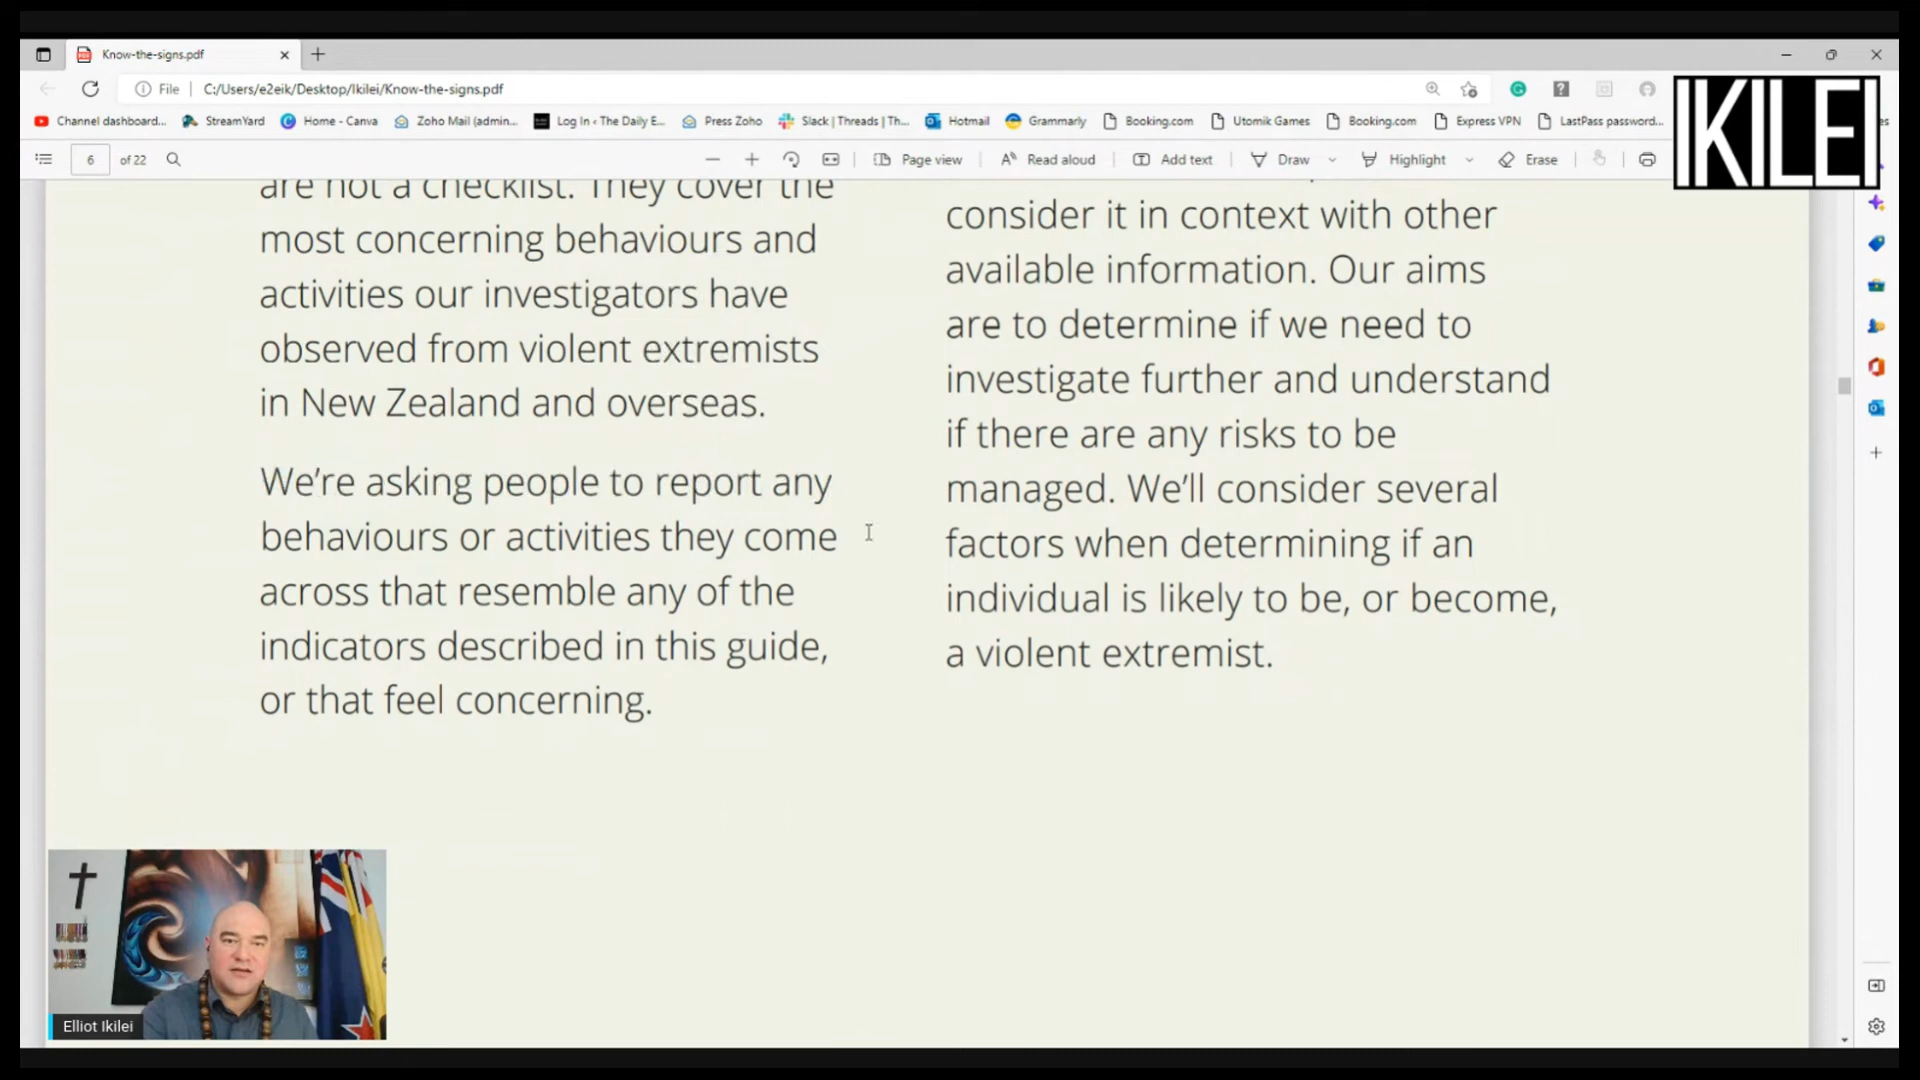 Know-the-signs.pdf
File
C:/Users/e2eik/Desktop/Ikilei/Know-the-signs.pdf
Channel dashboard...
StreamYard
Home - Canva
Zoho Mail (admin...
Log In ‹ The Daily E...
Press Zoho
Slack | Threads | Th...
Hotmail
Grammarly
Booking.com
Utomik Games
Booking.com
Express VPN
LastPass password...
IKILEI
6 of 22
Page view
Read aloud
Add text
Draw
Highlight
Erase
are not a checklist. They cover the
most concerning behaviours and
activities our investigators have
observed from violent extremists
in New Zealand and overseas.
We're asking people to report any
behaviours or activities they come
across that resemble any of the
indicators described in this guide,
or that feel concerning.
consider it in context with other
available information. Our aims
are to determine if we need to
investigate further and understand
if there are any risks to be
managed. We'll consider several
factors when determining if an
individual is likely to be, or become,
a violent extremist.
Elliot Ikilei